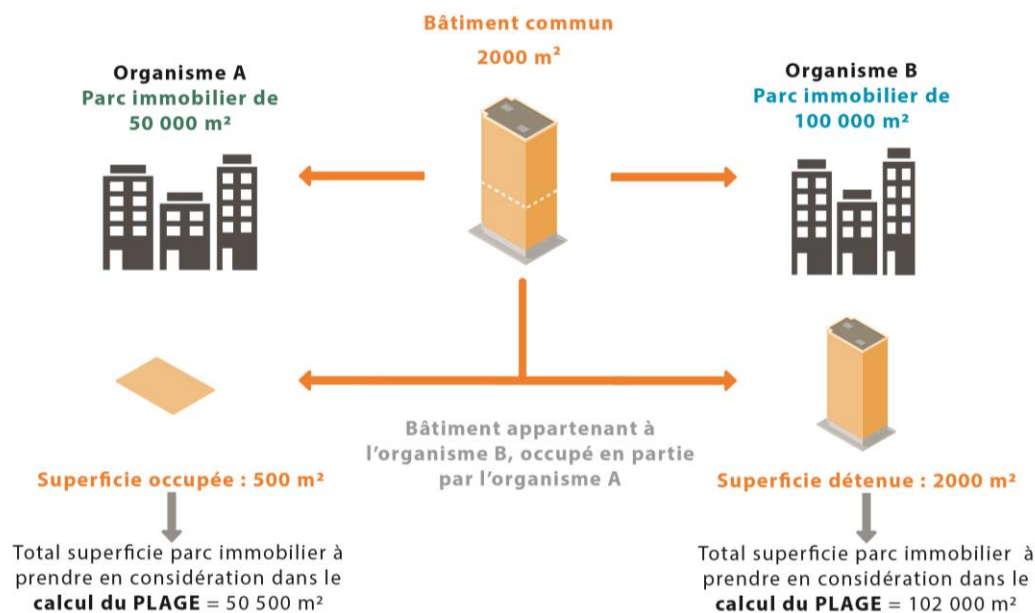 Bâtiment commun
2000 m²
Organisme A
Parc immobilier de
50 000 m²
Organisme B
Parc immobilier de
100 000 m²
Bâtiment appartenant à
l'organisme B, occupé en partie
par l'organisme A
Superficie occupée : 500 m²
Superficie détenue : 2000 m²
Total superficie parc immobilier à
prendre en considération dans le
calcul du PLAGE = 50 500 m²
Total superficie parc immobilier à
prendre en considération dans le
calcul du PLAGE = 102 000 m²